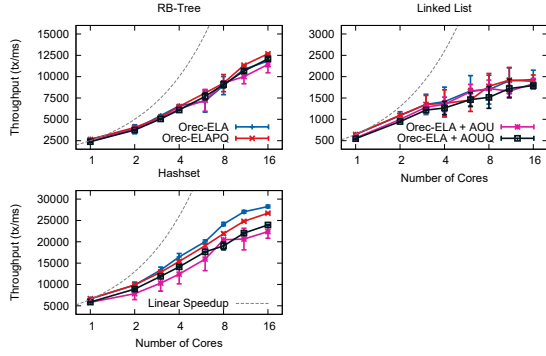 RB-Tree
Throughput (tx/ms)
15000
12500
10000
7500
5000
2500
Orec-ELA
Orec-ELAPQ
1 2 4 8 16
Linked List
Throughput (tx/ms)
3000
2500
2000
1500
1000
500
Orec-ELA + AOU
Orec-ELA + AOUQ
1 2 4 8 16
Number of Cores
Hashset
Throughput (tx/ms)
30000
25000
20000
15000
10000
5000
Linear Speedup
1 2 4 8 16
Number of Cores